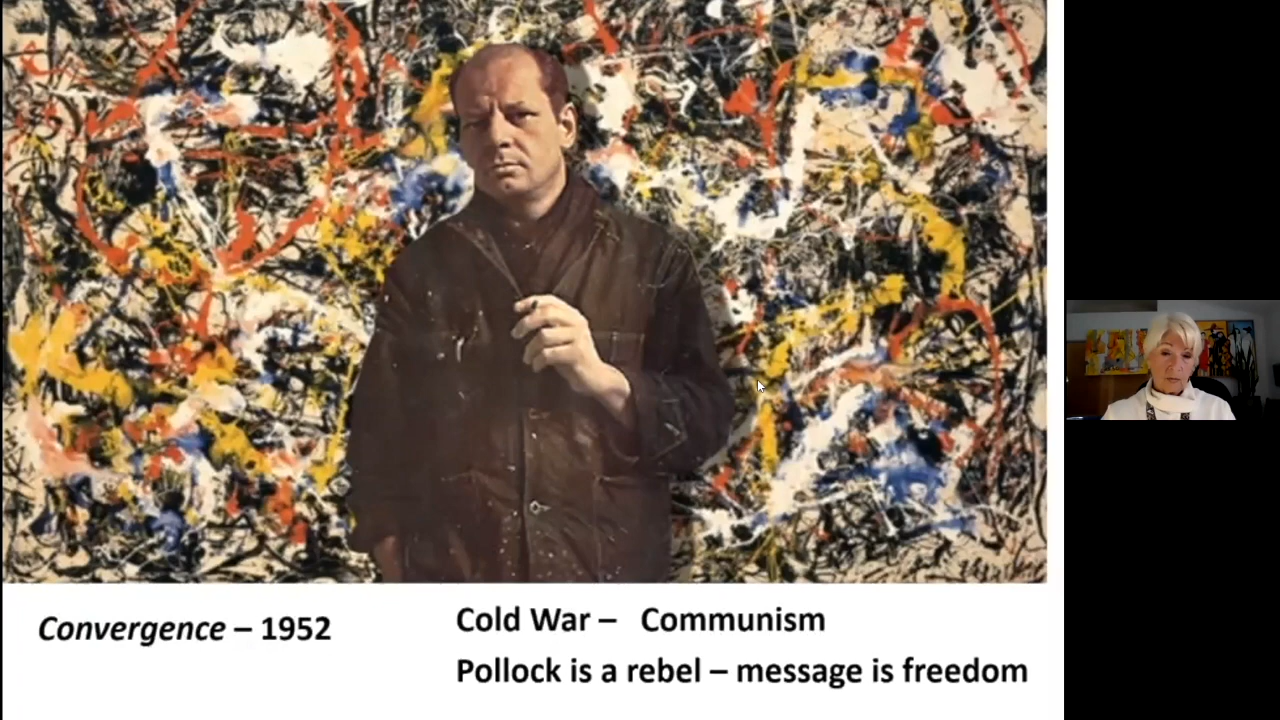 Convergence – 1952
Cold War – Communism
Pollock is a rebel – message is freedom